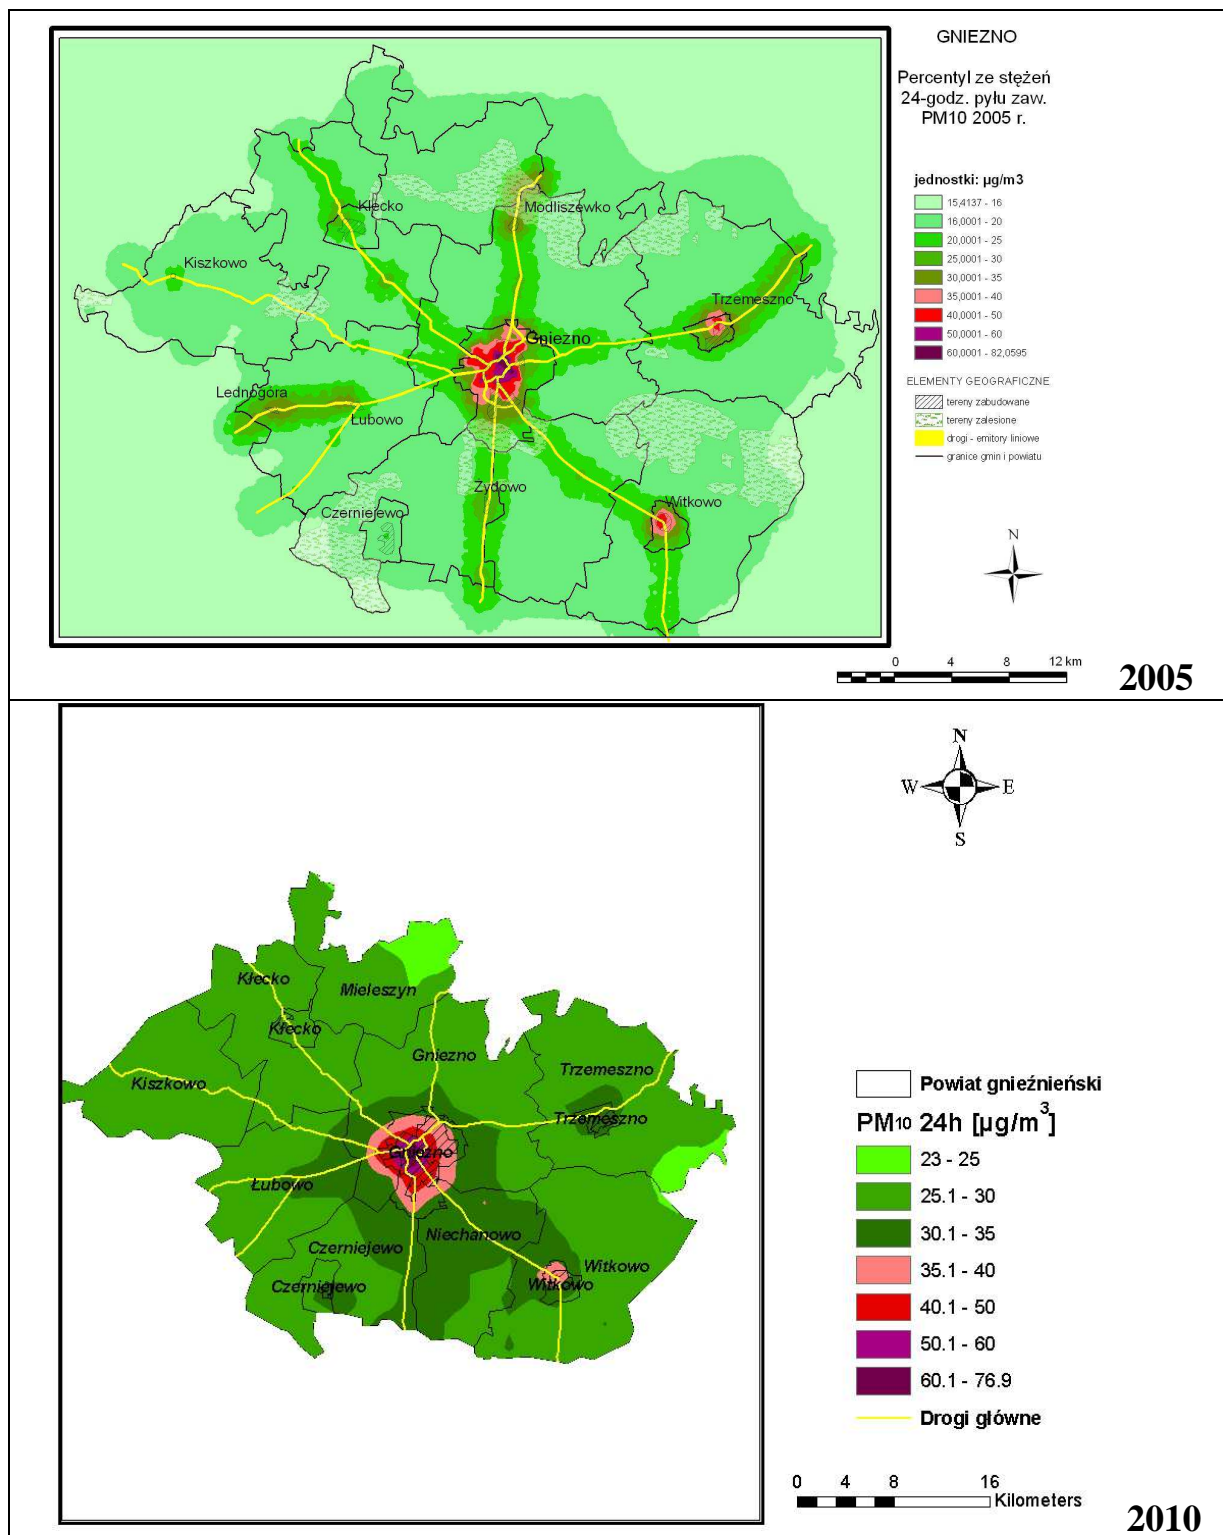 GNIEZNO
Percentyl ze stężeń
24-godz. pyłu zaw.
PM10 2005 r.
jednostki: µg/m3
15,4137 - 16
16,0001 - 20
20,0001 - 25
25,0001 - 30
30,0001 - 35
35,0001 - 40
40,0001 - 50
50,0001 - 60
60,0001 - 82,0595
ELEMENTY GEOGRAFICZNE
tereny zabudowane
tereny zalesione
drogi - emitory liniowe
granice gmin i powiatu
Kłecko
Modliszewko
Kiszkowo
Trzemeszno
Gniezno
Lednogóra
Łubowo
Żydowo
Witkowo
Czerniejewo
N
0 4 8 12 km
2005
N
W E
S
Kłecko
Mieleszyn
Kłecko
Gniezno
Trzemeszno
Kiszkowo
Trzemeszno
Gniezno
Łubowo
Niechanowo
Czerniejewo
Witkowo
Czerniejewo
Witkowo
Powiat gnieźnieński
PM10 24h [µg/m3]
23 - 25
25.1 - 30
30.1 - 35
35.1 - 40
40.1 - 50
50.1 - 60
60.1 - 76.9
Drogi główne
0 4 8 16
Kilometers
2010